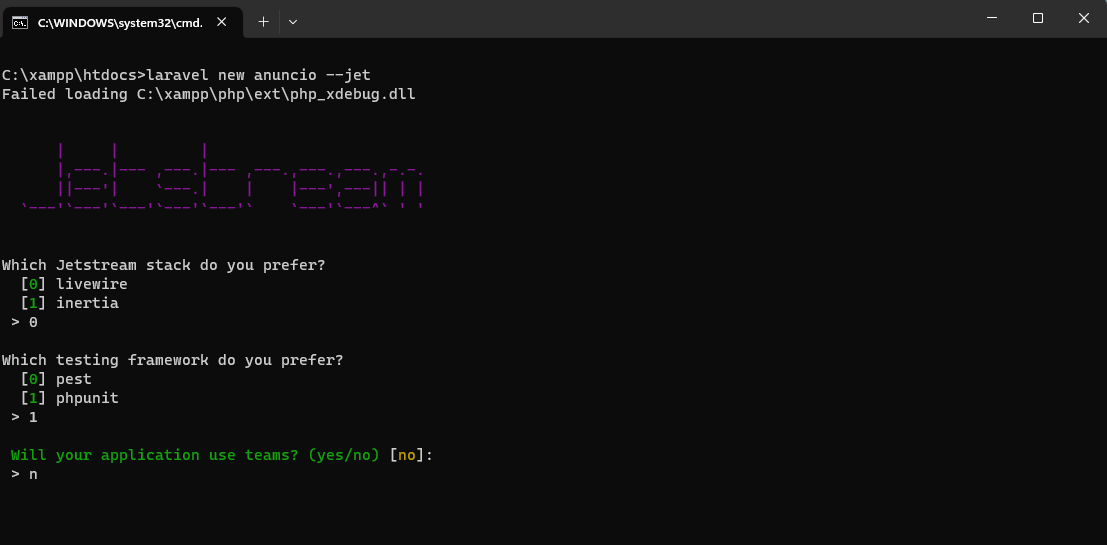 C:\WINDOWS\system32\cmd.
C:\xampp\htdocs>laravel new anuncio --jet
Failed loading C:\xampp\php\ext\php_xdebug.dll
Jetstream
Which Jetstream stack do you prefer?
[0] livewire
[1] inertia
> 0
Which testing framework do you prefer?
[0] pest
[1] phpunit
> 1
Will your application use teams? (yes/no) [no]:
> n